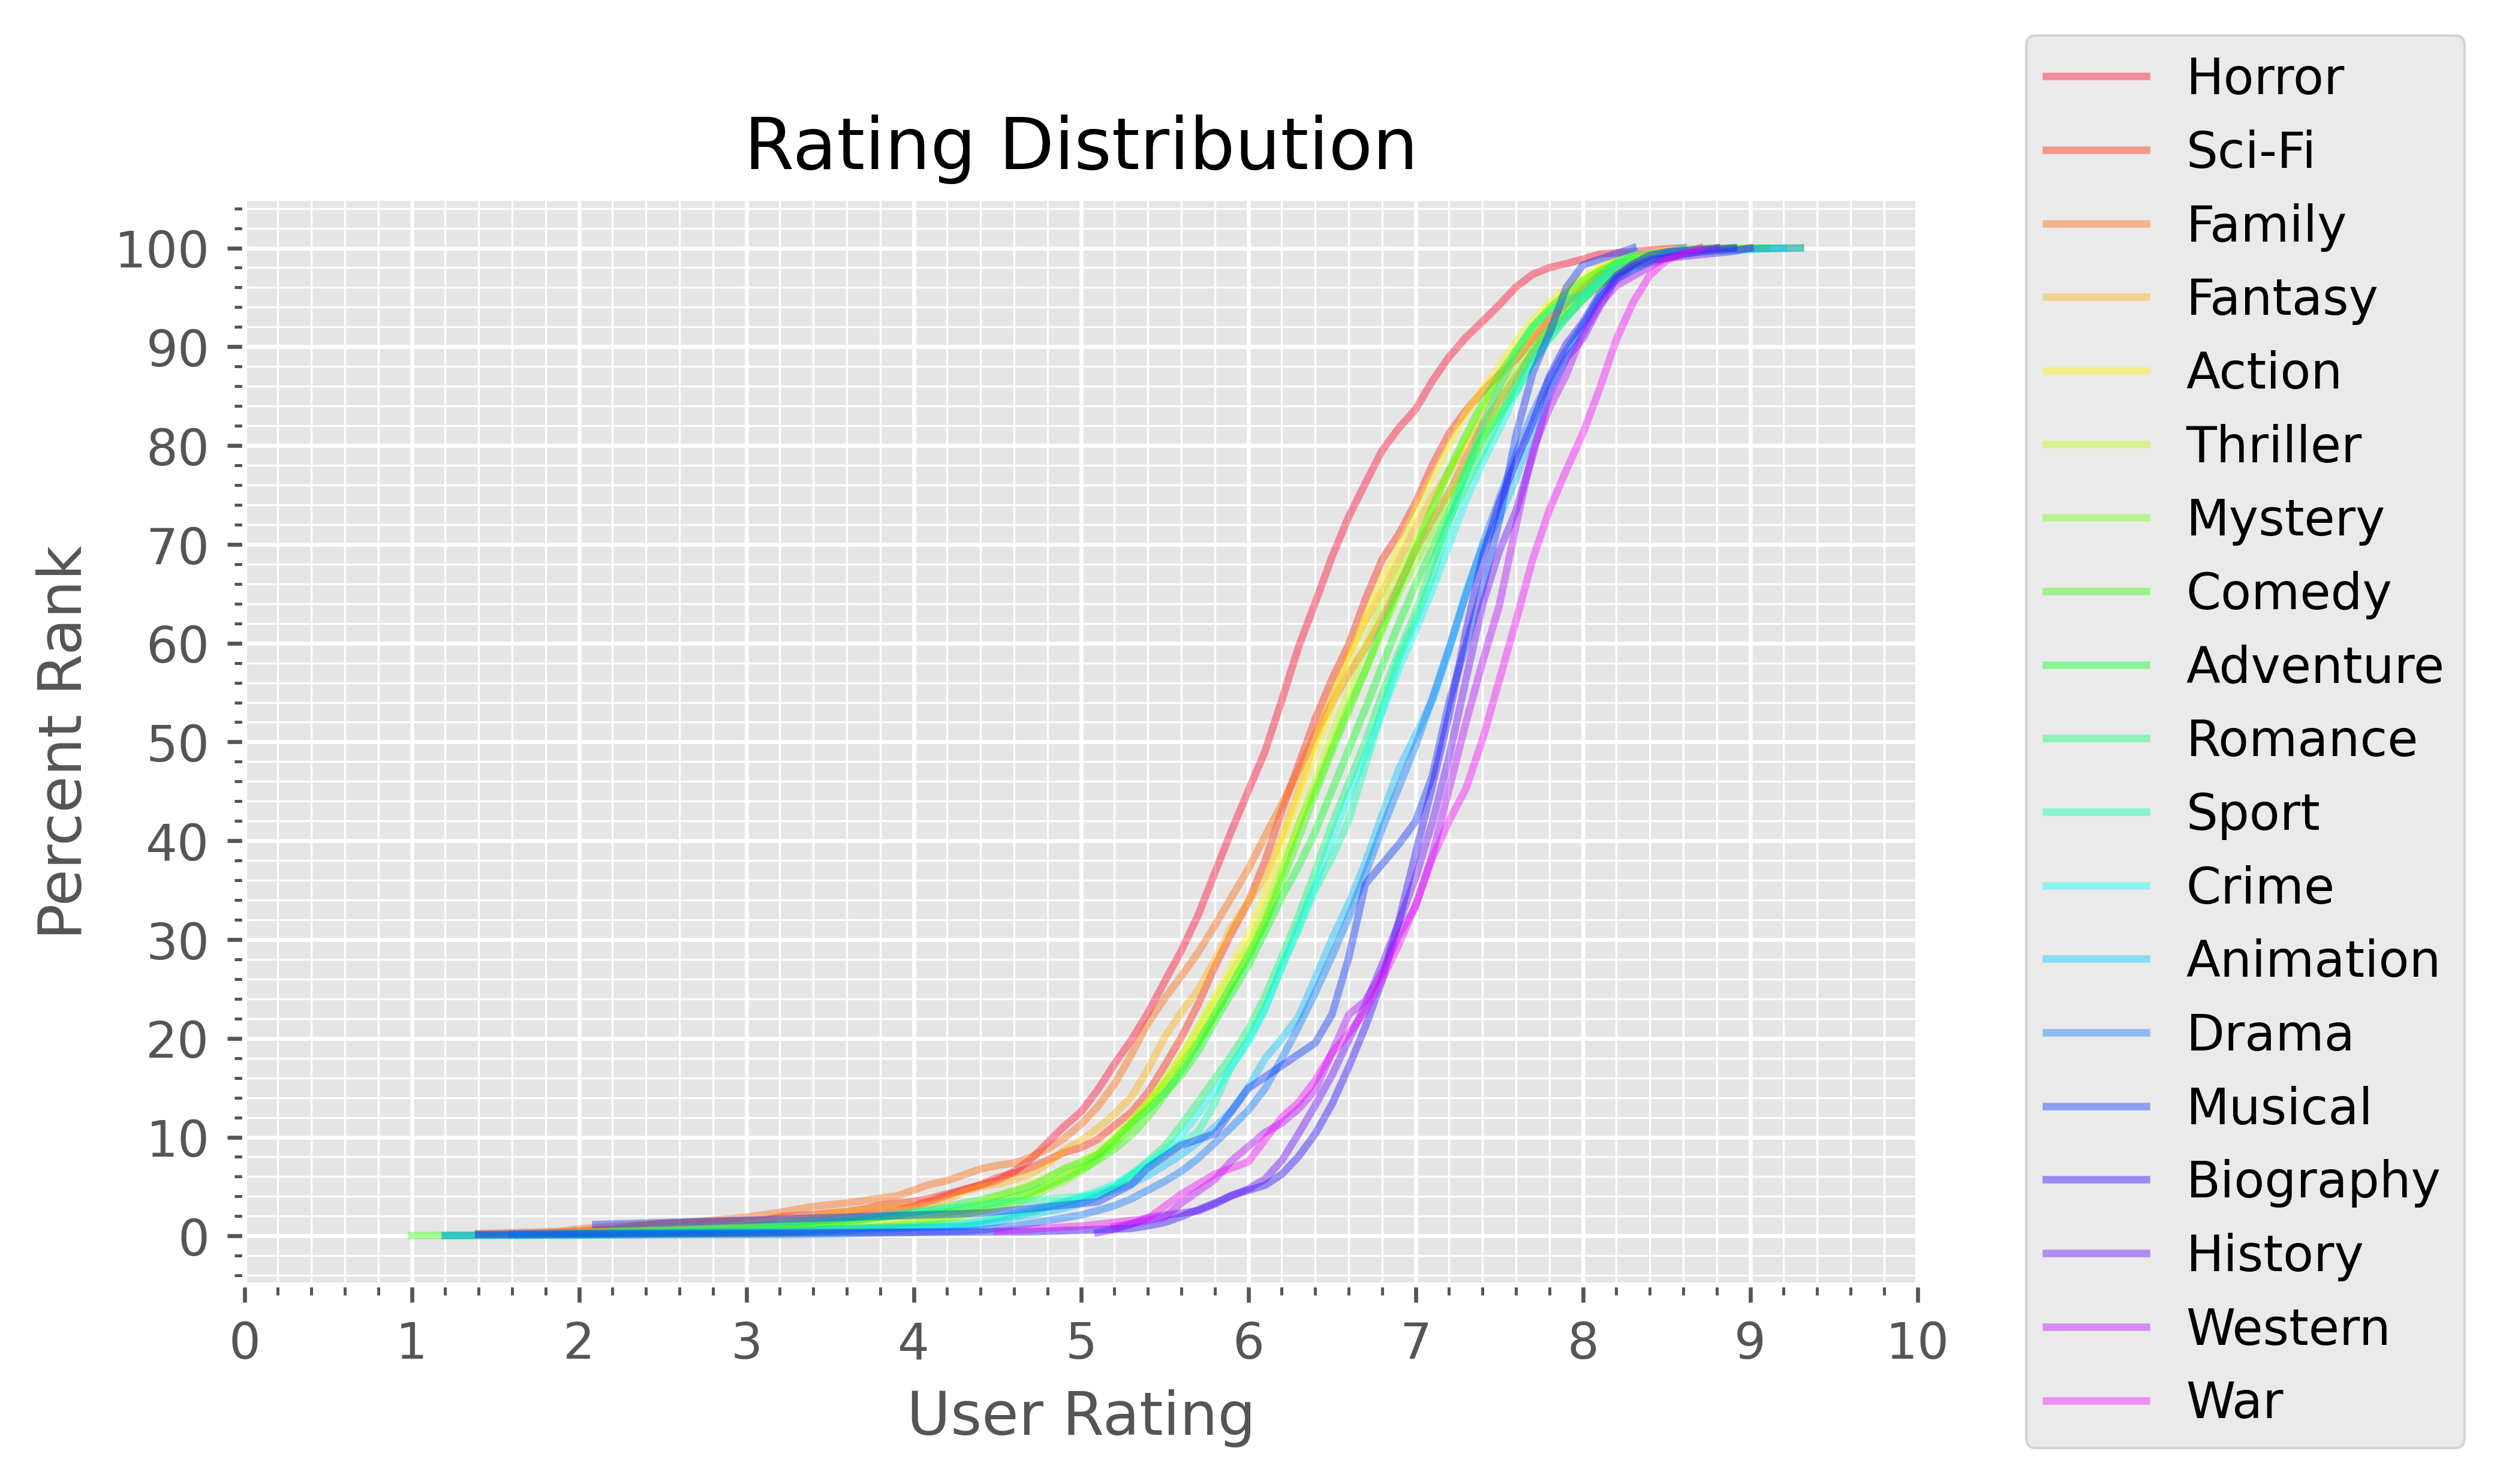 Rating Distribution
Percent Rank
100
90
80
70
60
50
40
30
20
10
0
0 1 2 3 4 5 6 7 8 9 10
User Rating
Horror
Sci-Fi
Family
Fantasy
Action
Thriller
Mystery
Comedy
Adventure
Romance
Sport
Crime
Animation
Drama
Musical
Biography
History
Western
War